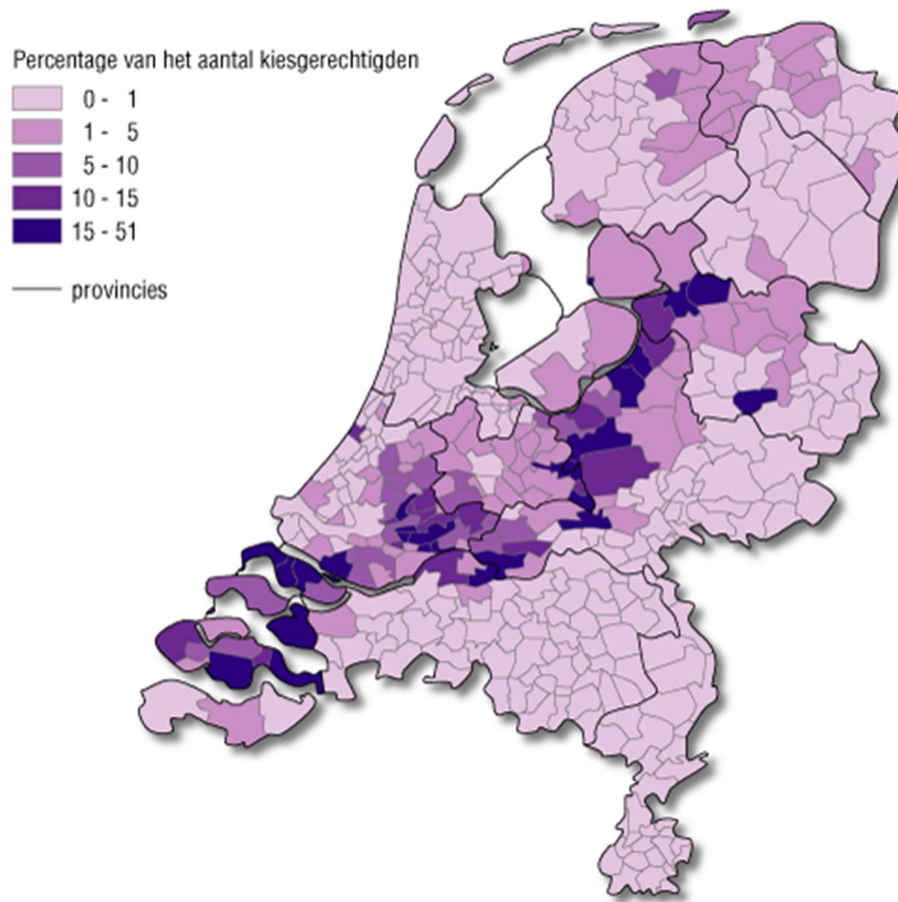 Percentage van het aantal kiesgerechtigden
0 - 1
1 - 5
5 - 10
10 - 15
15 - 51
provincies